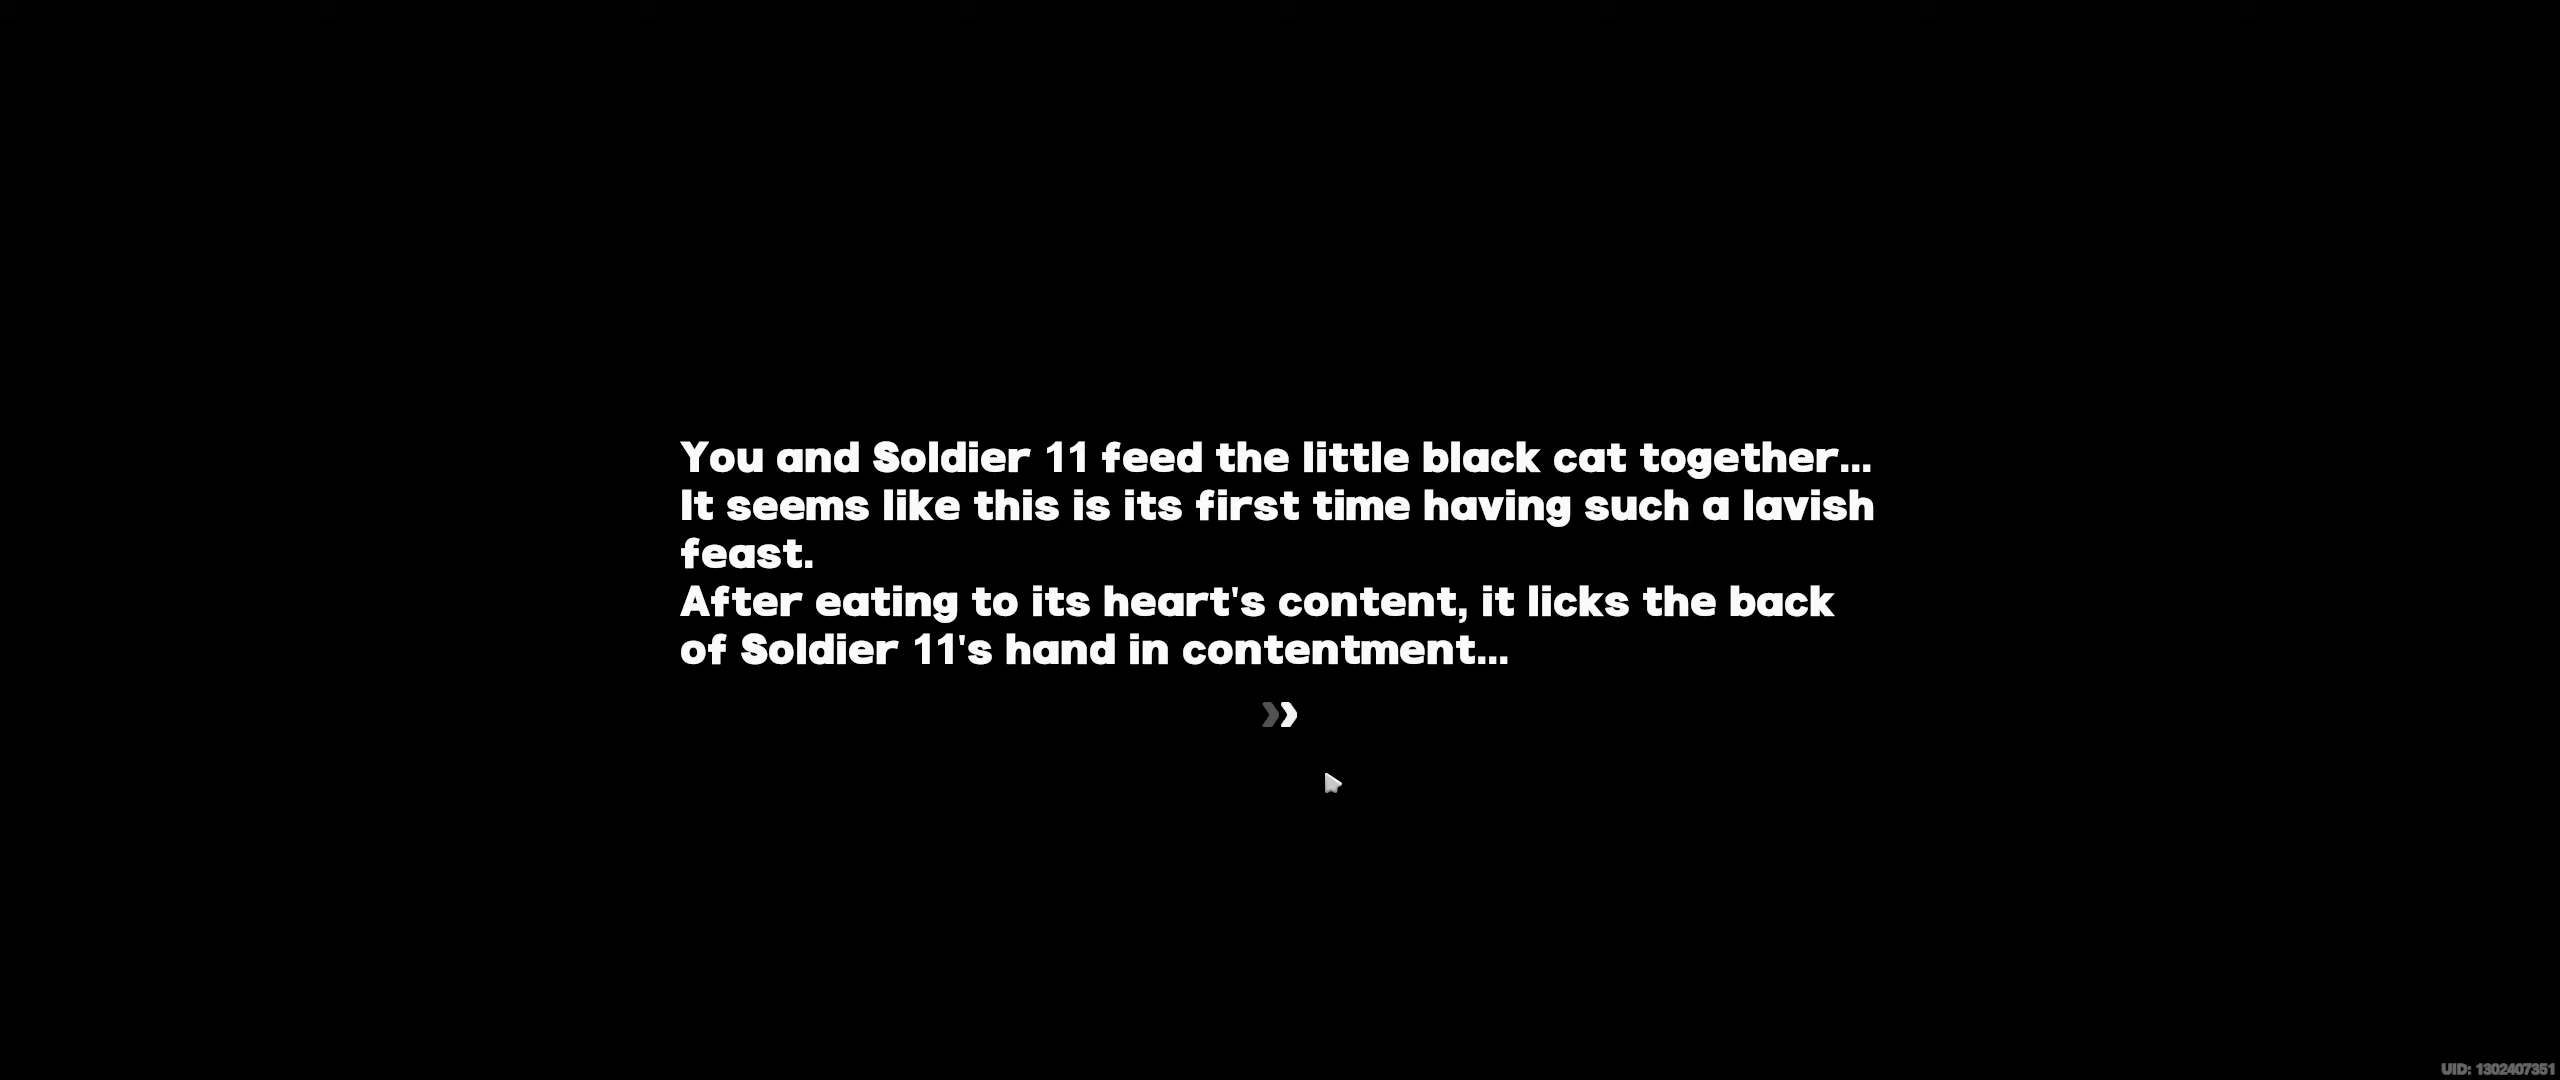 You and Soldier 11 feed the little black cat together...
It seems like this is its first time having such a lavish
feast.
After eating to its heart's content, it licks the back
of Soldier 11's hand in contentment...
UID: 1302407351